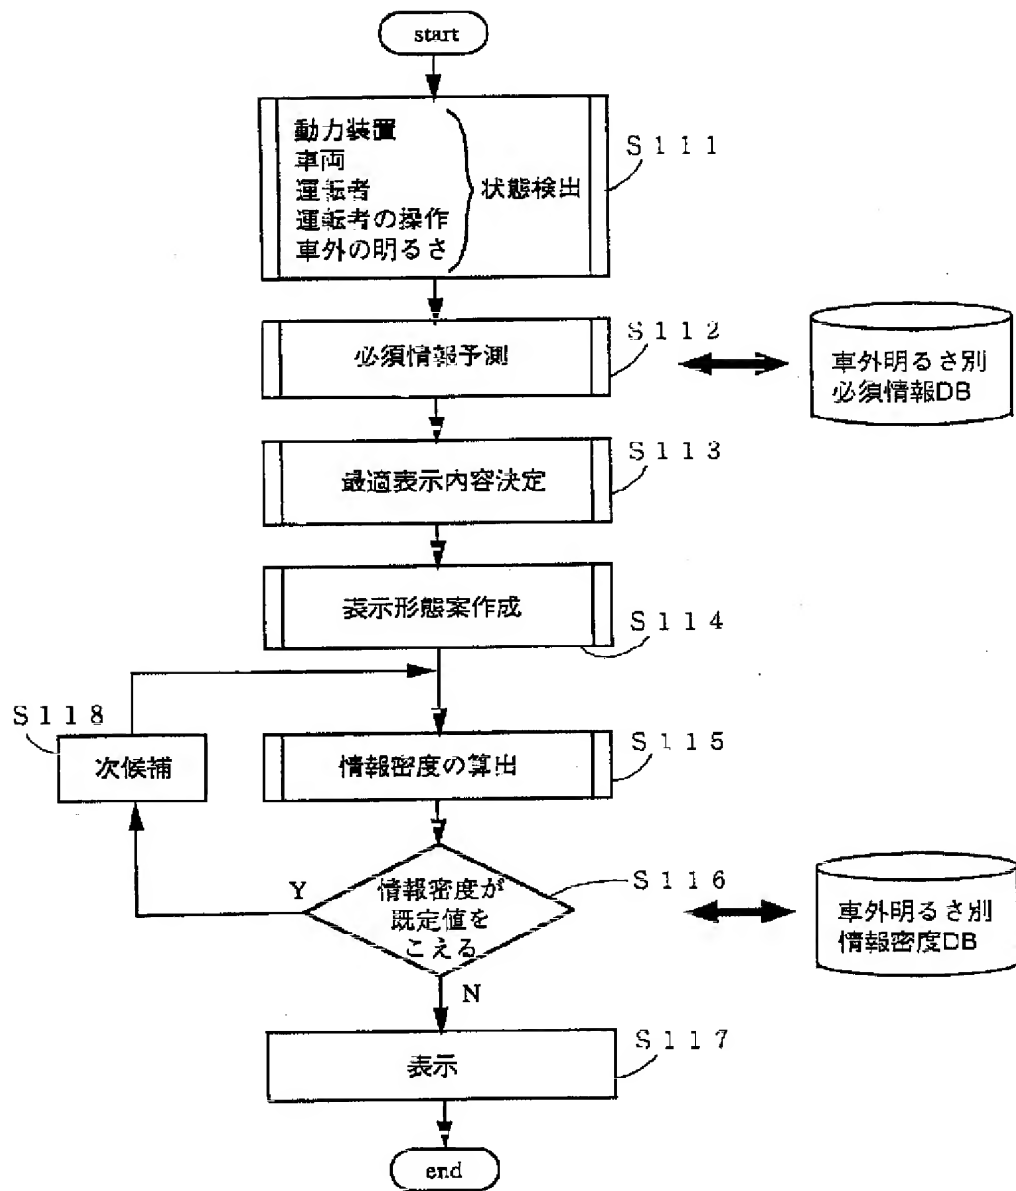 start
動力装置
車両
運転者
運転者の操作
車外の明るさ
状態検出
S111
必須情報予測
S112
車外明るさ別
必須情報DB
最適表示内容決定
S113
表示形態案作成
S114
S118
次候補
情報密度の算出
S115
Y
情報密度が
既定値を
こえる
S116
車外明るさ別
情報密度DB
N
表示
S117
end